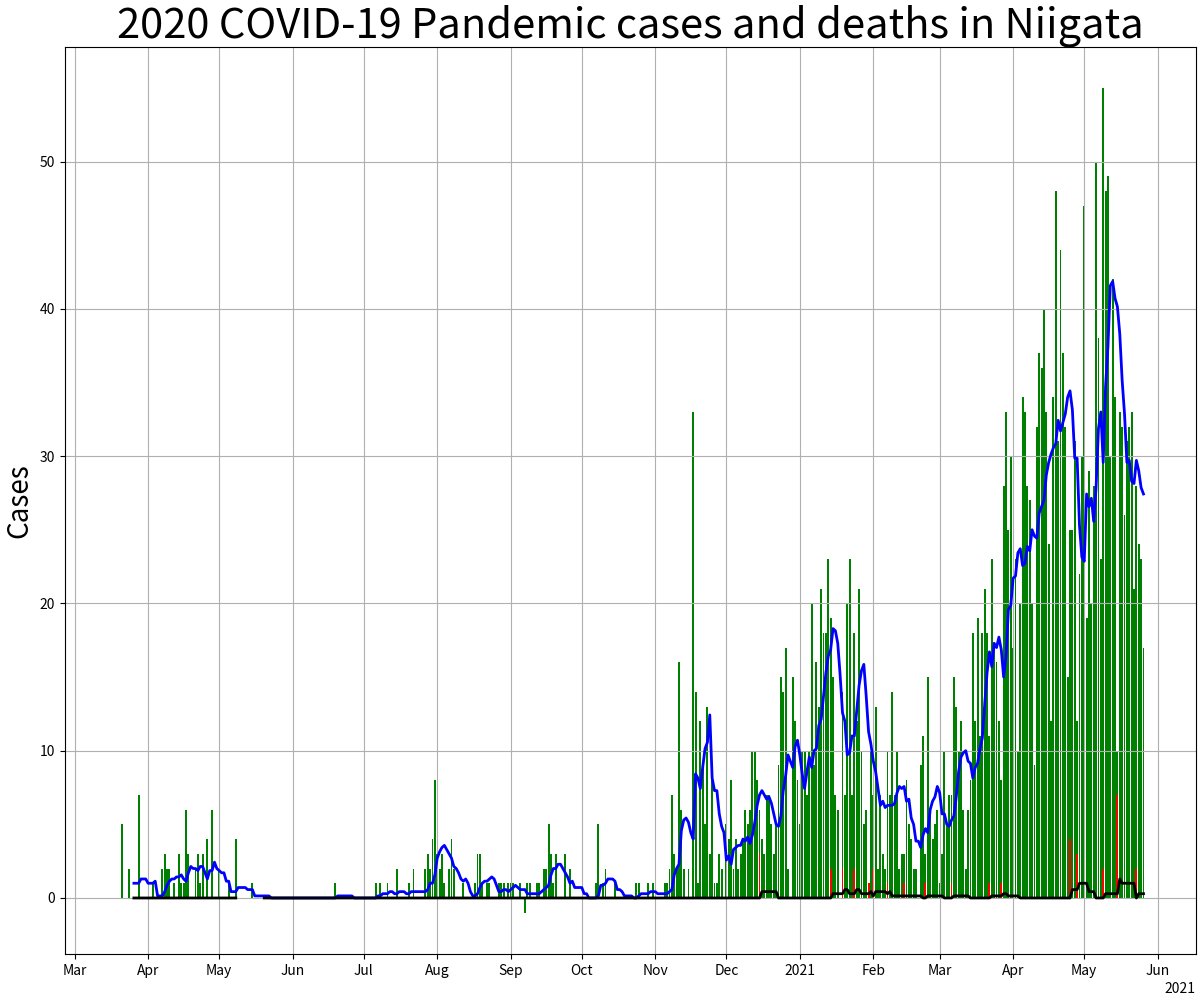 2020 COVID-19 Pandemic cases and deaths in Niigata
Cases
50
40
30
20
10
0
Mar Apr May Jun Jul Aug Sep Oct Nov Dec 2021 Feb Mar Apr May Jun
2021